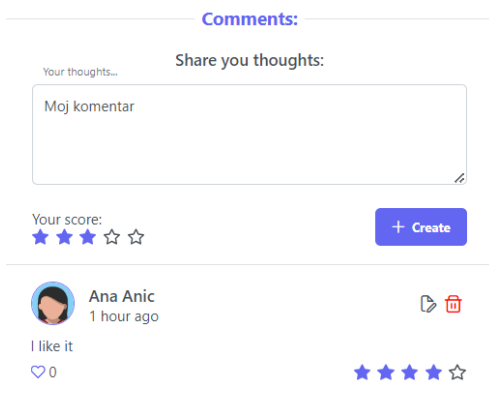 Comments:
Share you thoughts:
Your thoughts...
Moj komentar
Your score:
Create
Ana Anic
1 hour ago
I like it
0